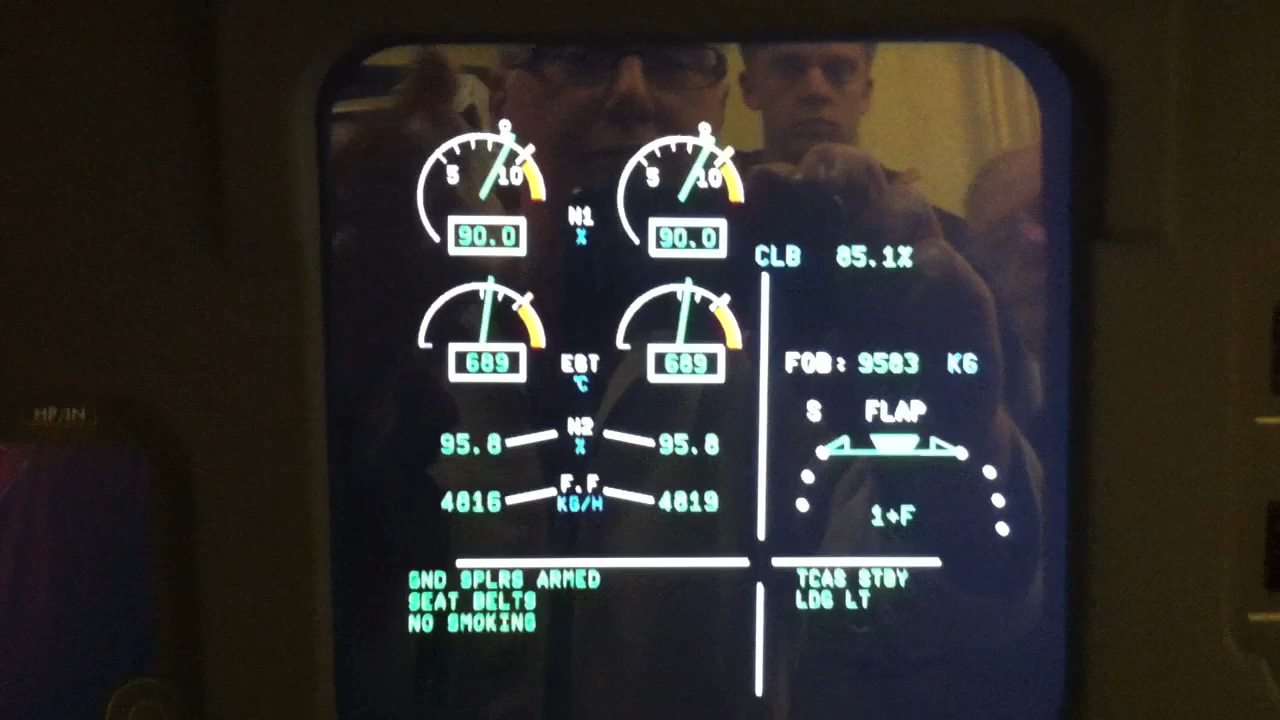 HP/IN
5 10 5 10
90.0 N1 % 90.0
CLB 85.1%
689 EGT °C 689
FOB: 9583 KG
S FLAP
95.8 N2 % 95.8
4816 F.F KG/H 4819
1+F
GND SPLRS ARMED
SEAT BELTS
NO SMOKING
TCAS STBY
LDG LT